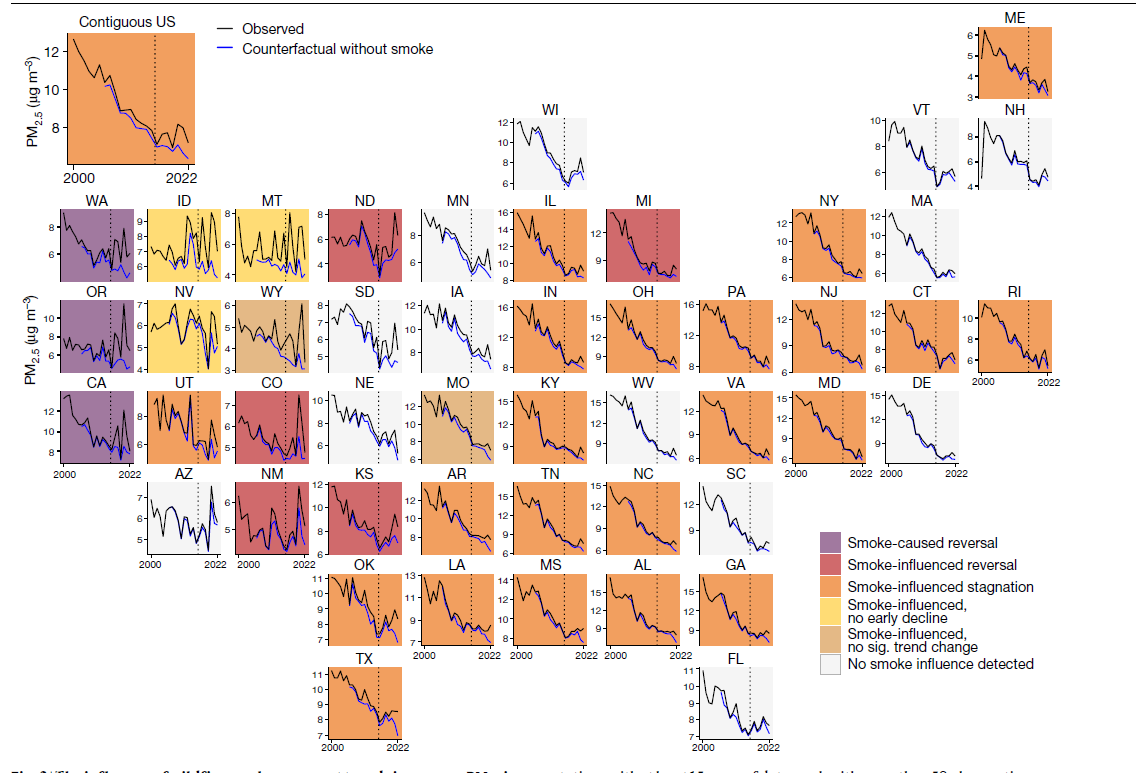 Contiguous US
Observed
Counterfactual without smoke
PM2.5 (μg m–3)
12
10
8
2000 2022
ME
6
5
4
3
WI
12
10
8
6
VT
10
8
6
NH
8
6
4
PM2.5 (μg m–3)
WA
8
6
ID
9
8
7
6
MT
8
6
4
ND
8
6
4
MN
8
6
IL
16
14
12
10
8
MI
12
9
NY
12
10
8
6
MA
12
10
8
6
OR
10
8
6
NV
7
6
5
4
WY
6
5
4
3
SD
8
7
6
5
IA
12
10
8
IN
16
12
8
OH
15
12
9
PA
16
12
8
NJ
12
9
6
CT
12
10
8
6
RI
10
8
6
2000 2022
CA
12
10
8
2000 2022
UT
8
6
CO
7
6
5
NE
10
8
6
MO
12
10
8
6
KY
15
12
9
WV
15
12
9
VA
15
12
9
6
MD
15
12
9
6
2000 2022
DE
15
12
9
2000 2022
AZ
7
6
5
2000 2022
NM
6
5
2000 2022
KS
10
8
6
AR
12
10
8
TN
15
12
9
6
NC
15
12
9
6
SC
12
9
OK
11
10
9
8
7
LA
13
11
9
7
2000 2022
MS
14
12
10
8
2000 2022
AL
15
12
9
2000 2022
GA
15
12
9
TX
11
10
9
8
7
2000 2022
FL
11
10
9
8
7
2000 2022
Smoke-caused reversal
Smoke-influenced reversal
Smoke-influenced stagnation
Smoke-influenced,
no early decline
Smoke-influenced,
no sig. trend change
No smoke influence detected